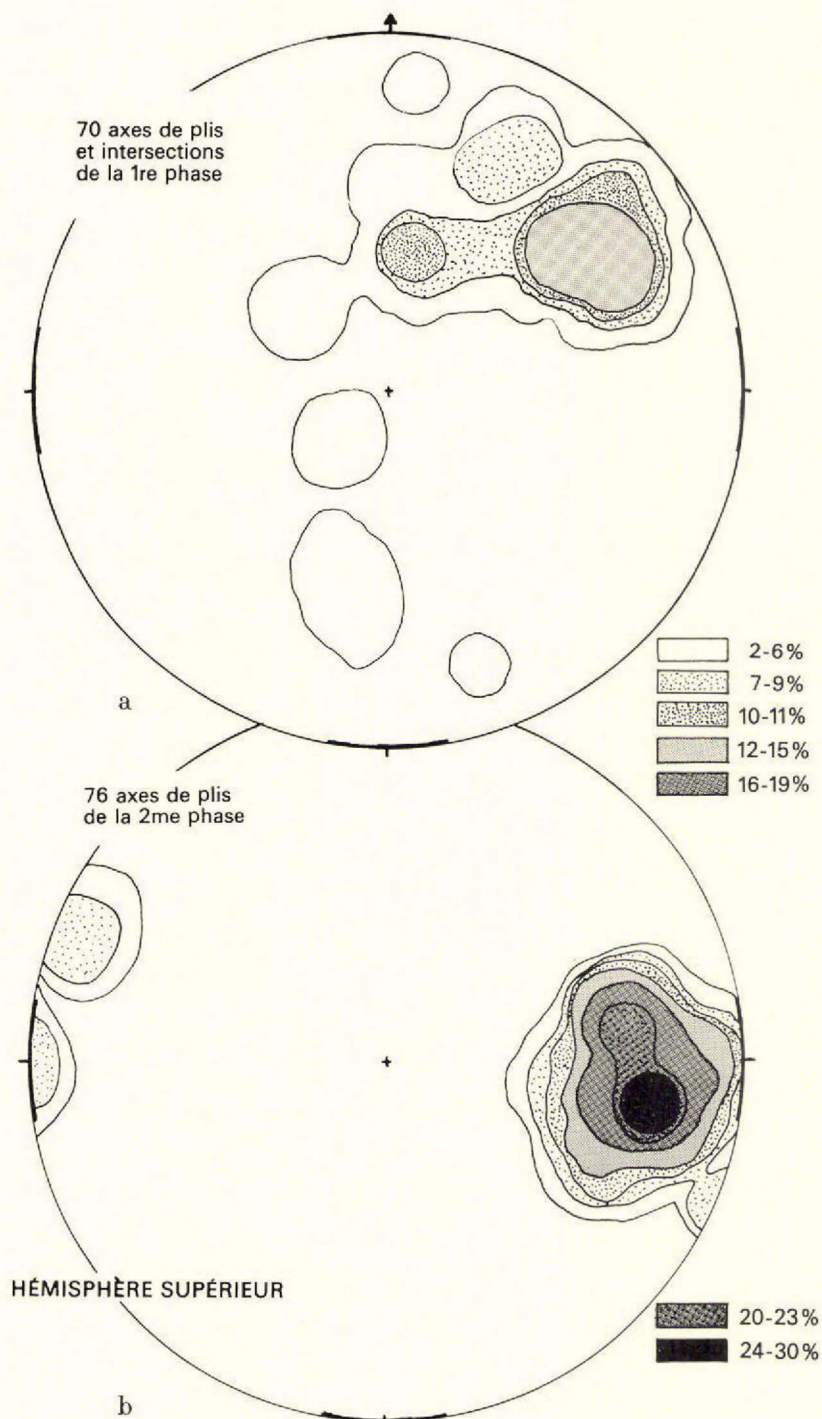 70 axes de plis
et intersections
de la 1re phase
a
2-6%
7-9%
10-11%
12-15%
16-19%
76 axes de plis
de la 2me phase
HÉMISPHÈRE SUPÉRIEUR
20-23%
24-30%
b